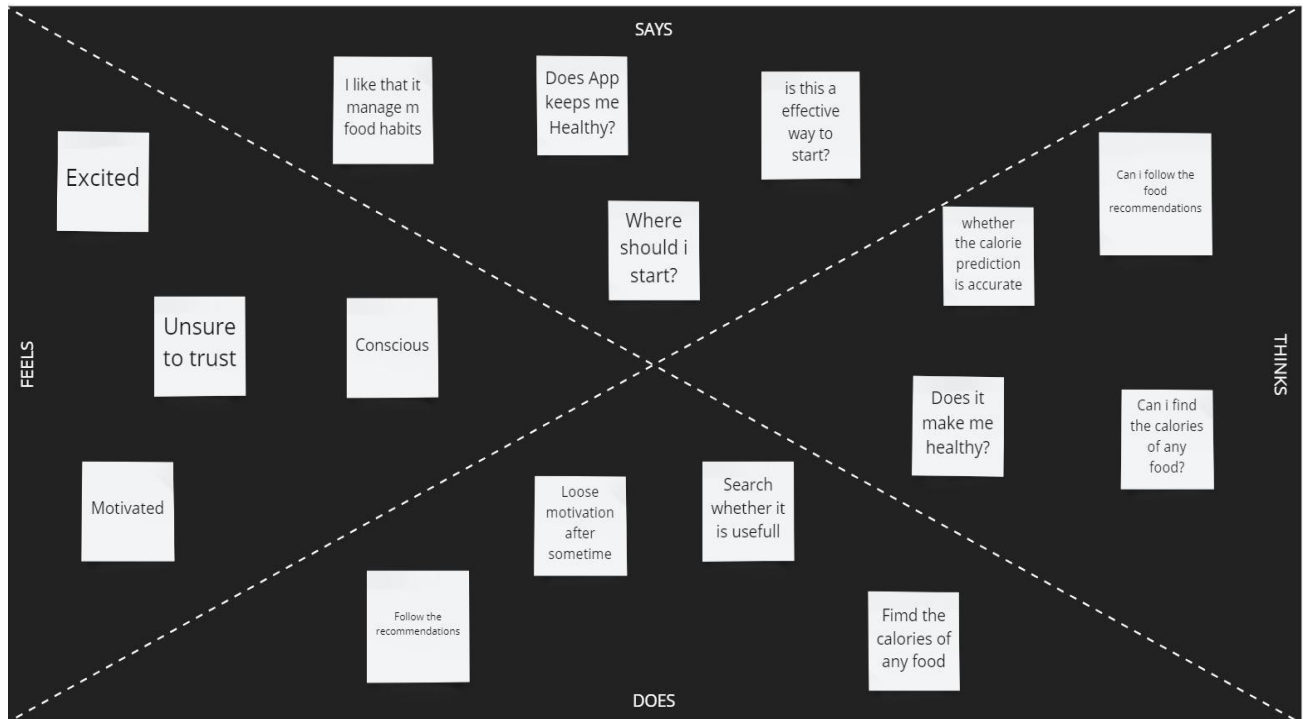 SAYS
I like that it
manage m
food habits
Does App
keeps me
Healthy?
is this a
effective
way to
start?
Where
should i
start?
FEELS
Excited
Unsure
to trust
Conscious
Motivated
THINKS
Can i follow the
food
recommendations
whether
the calorie
prediction
is accurate
Does it
make me
healthy?
Can i find
the calories
of any
food?
Loose
motivation
after
sometime
Search
whether it
is usefull
Follow the
recommendations
Fimd the
calories of
any food
DOES